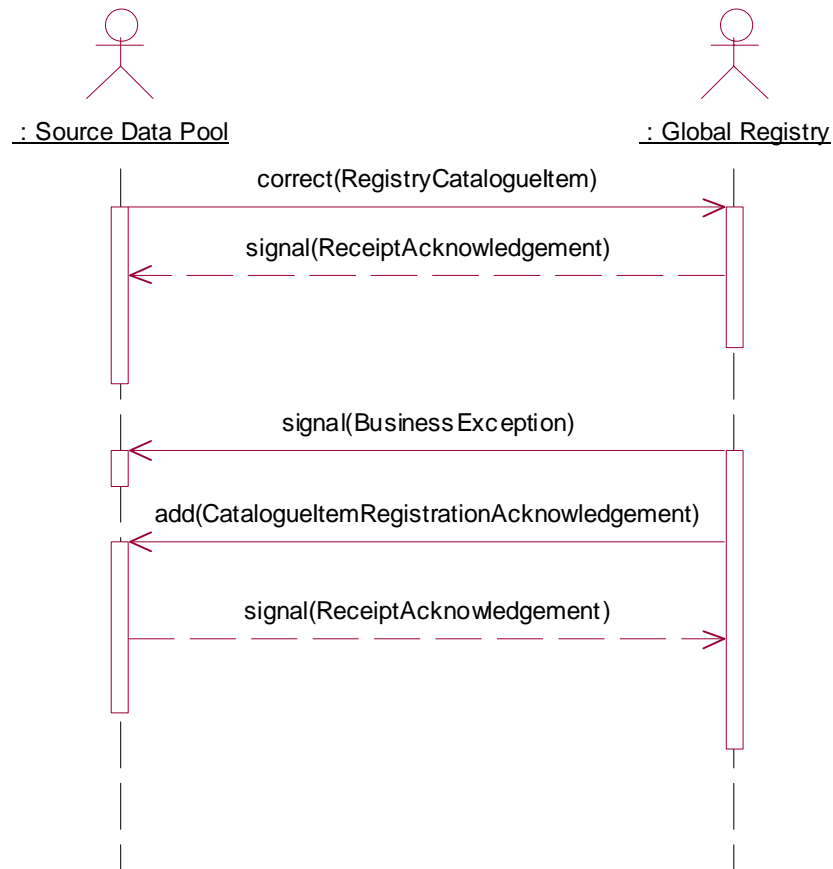 : Source Data Pool
: Global Registry
correct(RegistryCatalogueItem)
signal(ReceiptAcknowledgement)
signal(BusinessException)
add(CatalogueItemRegistrationAcknowledgement)
signal(ReceiptAcknowledgement)